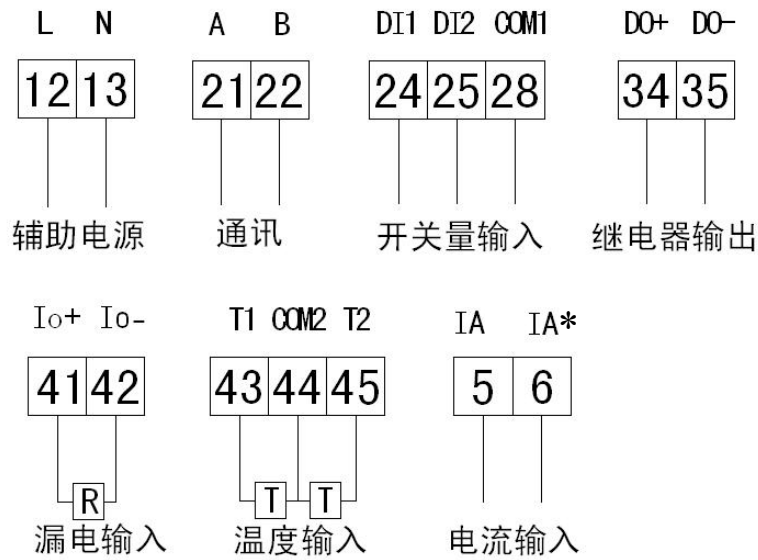 L N A B DI1 DI2 COM1 DO+ DO-
12 13 21 22 24 25 28 34 35
辅助电源 通讯 开关量输入 继电器输出
Io+ Io- T1 COM2 T2 IA IA*
41 42 43 44 45 5 6
R T T
漏电输入 温度输入 电流输入